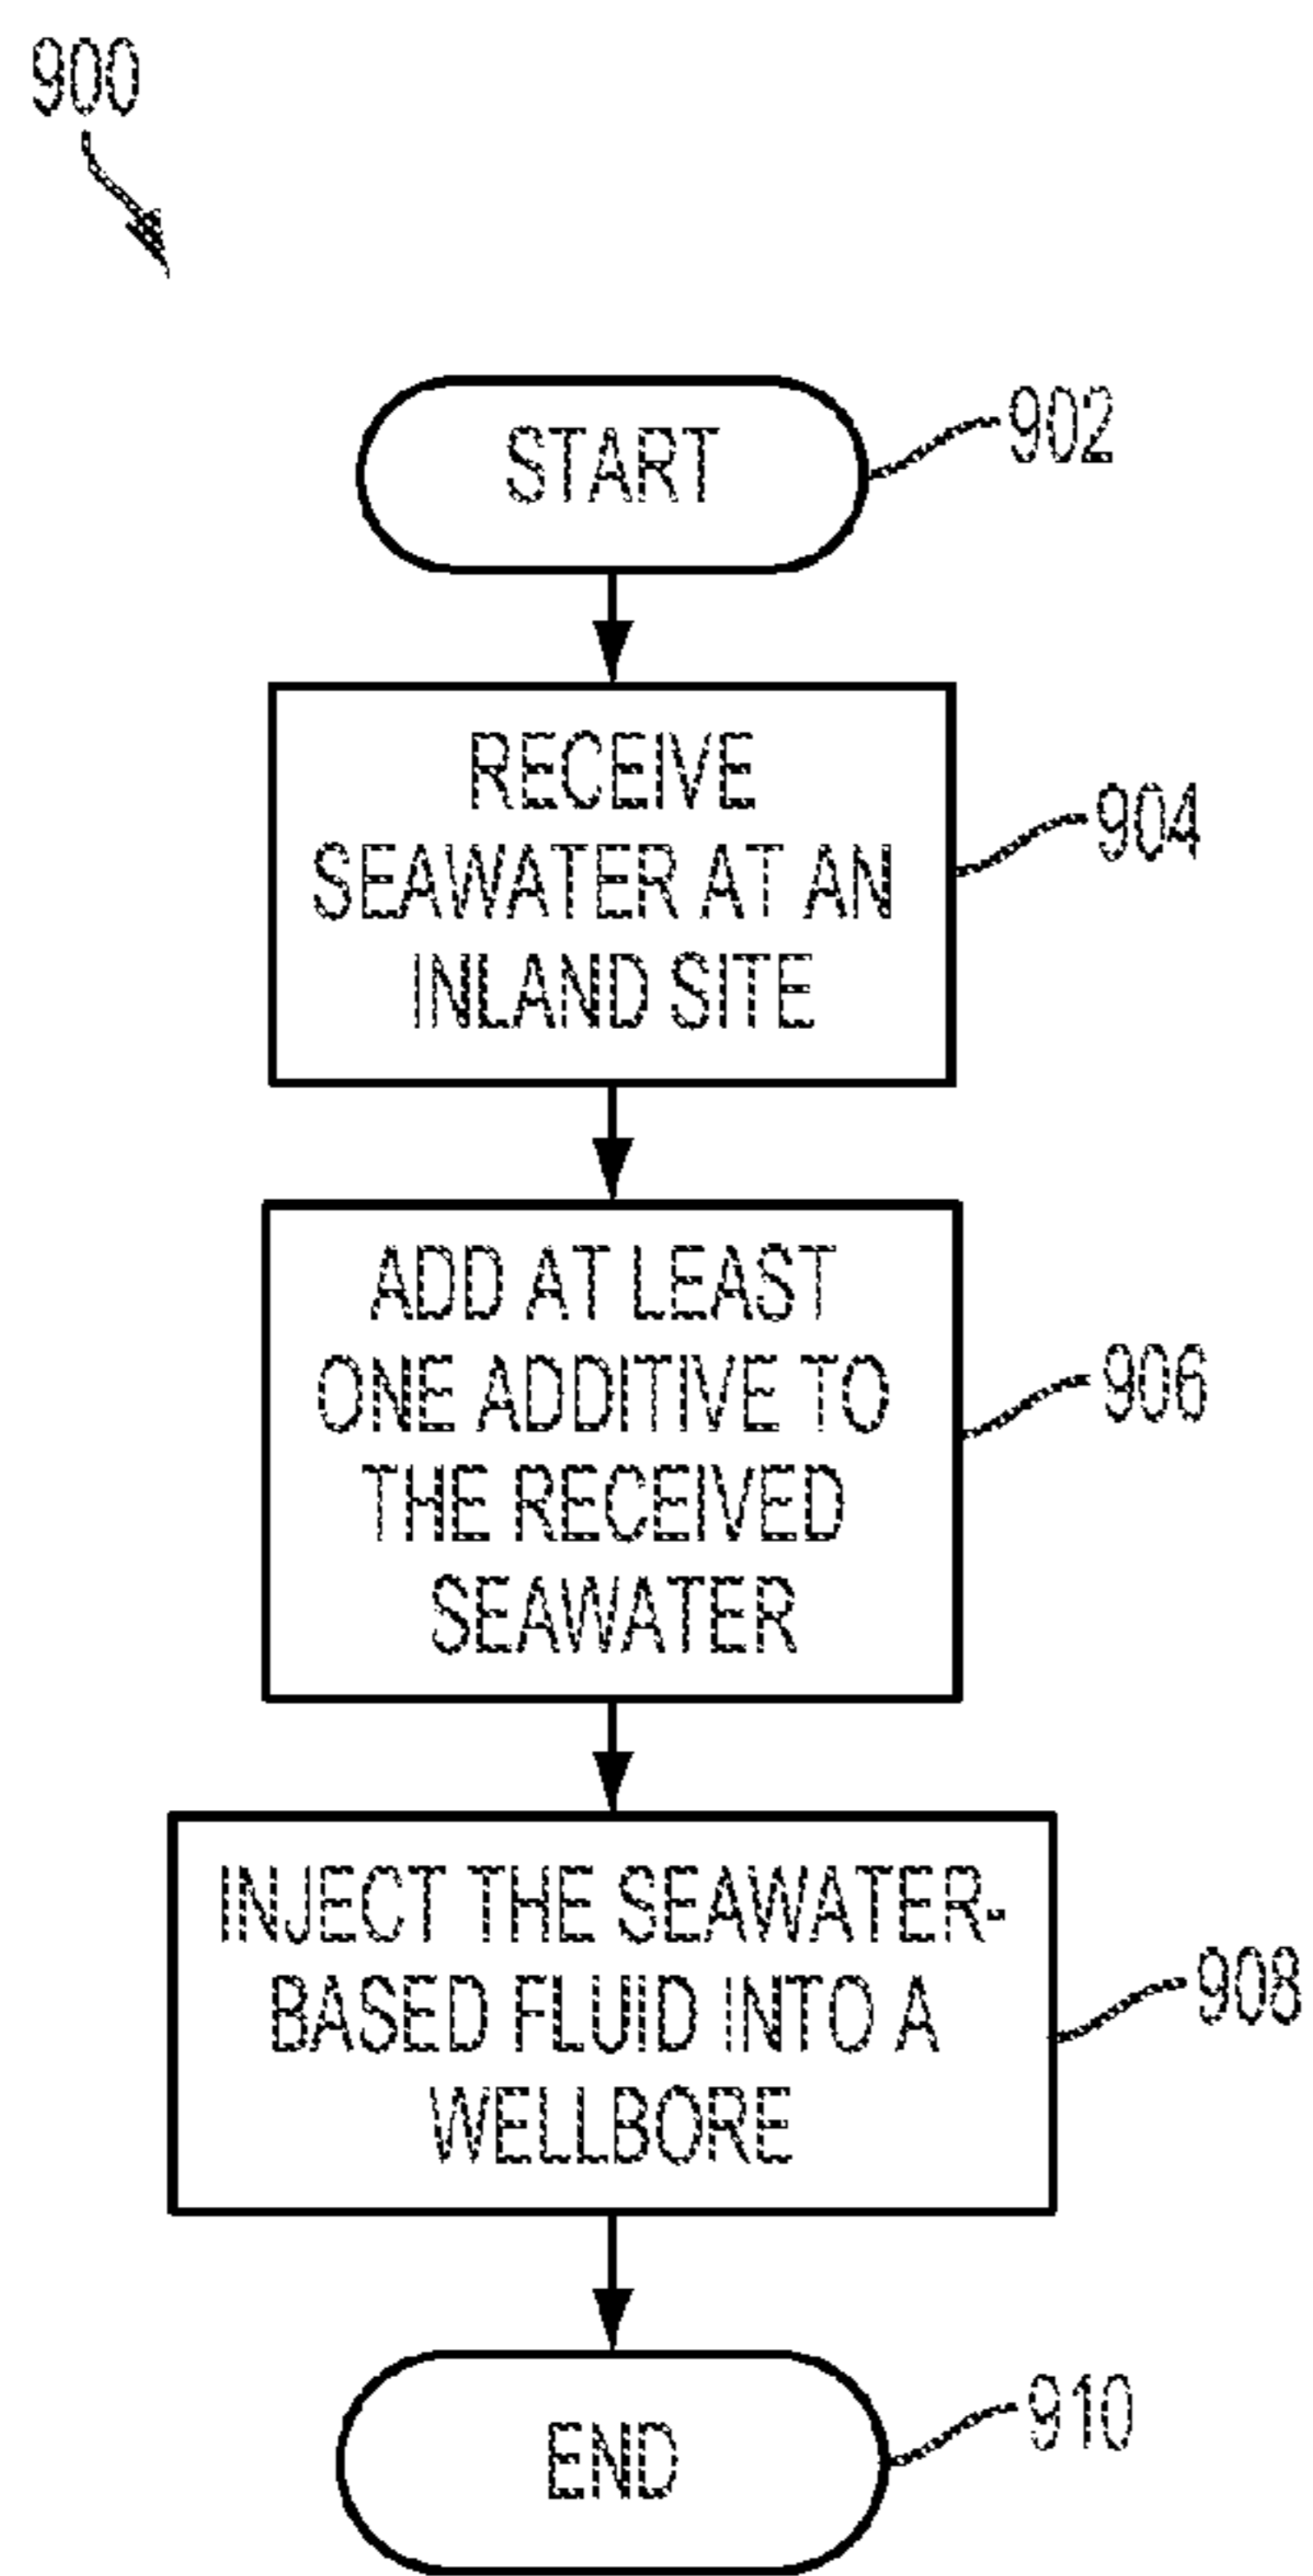 900
START
902
RECEIVE
SEAWATER AT AN
INLAND SITE
904
ADD AT LEAST
ONE ADDITIVE TO
THE RECEIVED
SEAWATER
906
INJECT THE SEAWATER-
BASED FLUID INTO A
WELLBORE
908
END
910